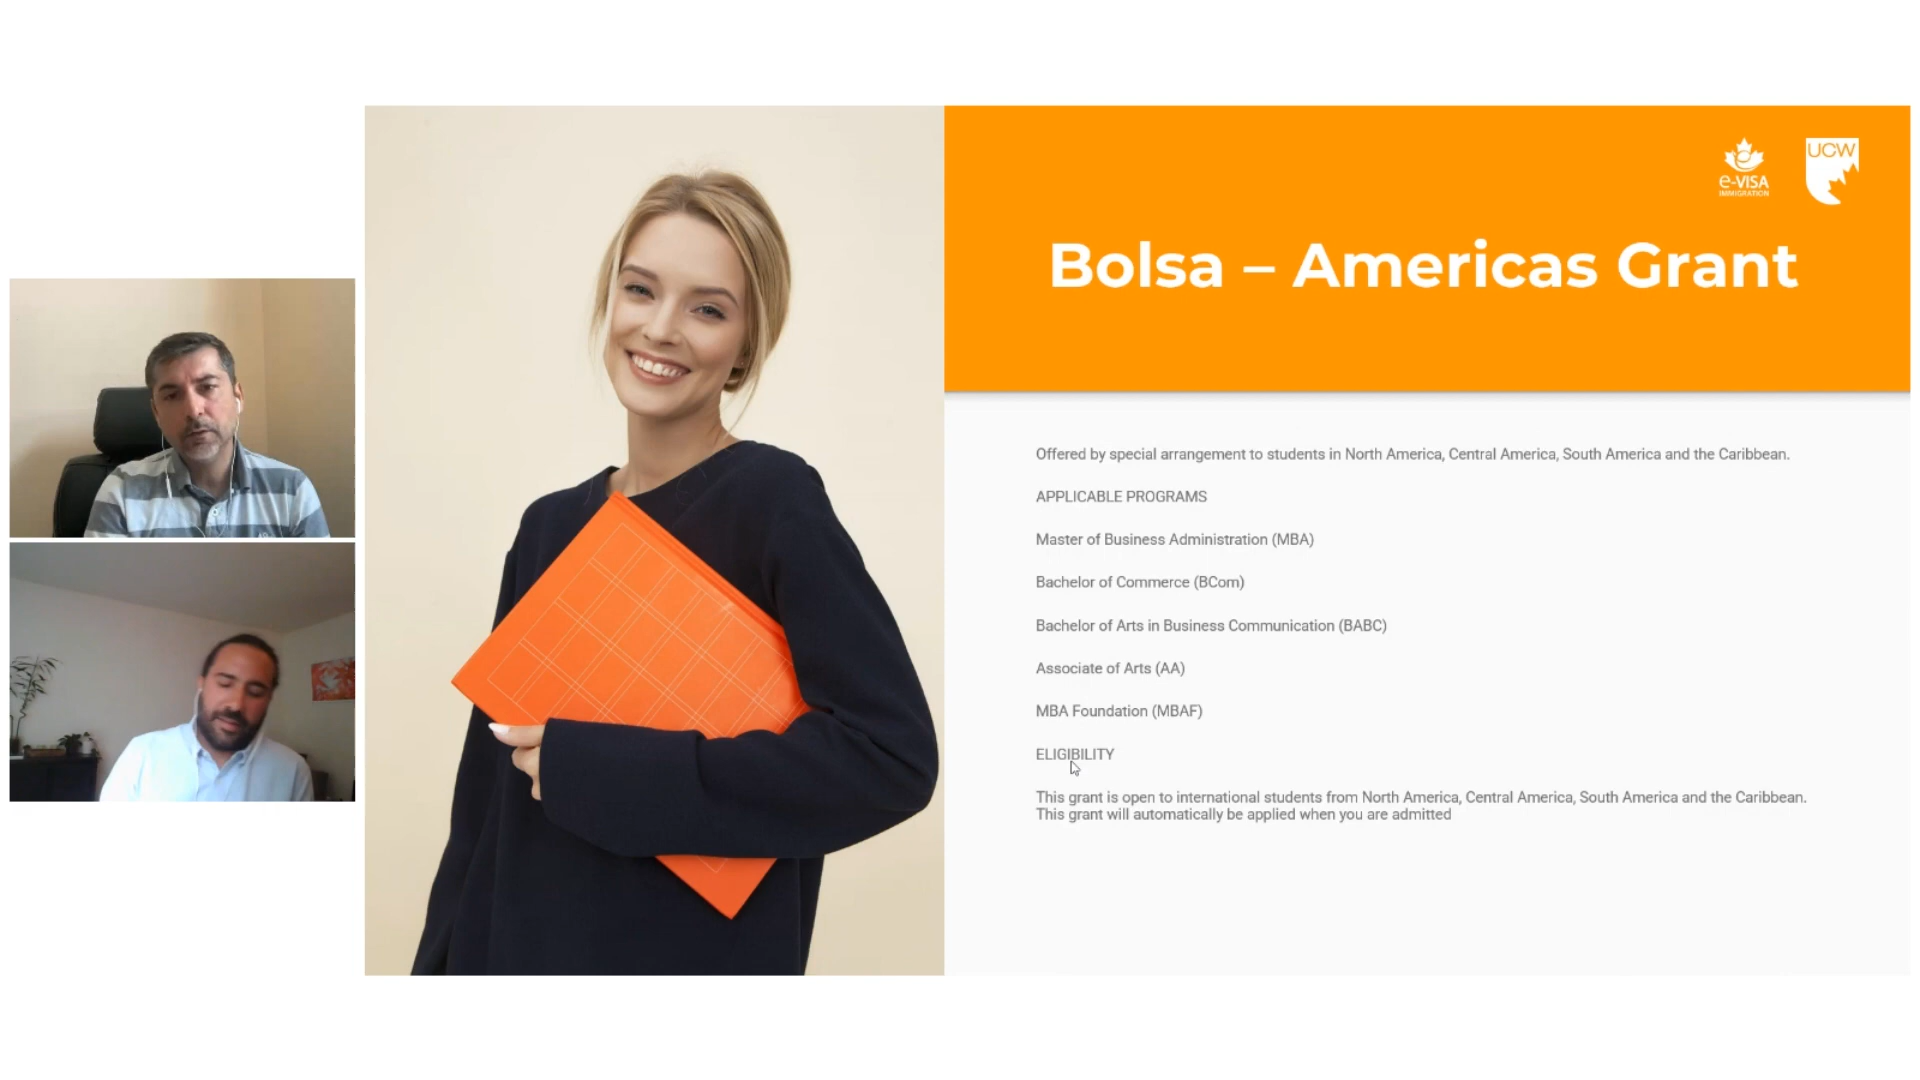 e-VISA
IMMIGRATION
UCW
Bolsa – Americas Grant
Offered by special arrangement to students in North America, Central America, South America and the Caribbean.
APPLICABLE PROGRAMS
Master of Business Administration (MBA)
Bachelor of Commerce (BCom)
Bachelor of Arts in Business Communication (BABC)
Associate of Arts (AA)
MBA Foundation (MBAF)
ELIGIBILITY
This grant is open to international students from North America, Central America, South America and the Caribbean.
This grant will automatically be applied when you are admitted